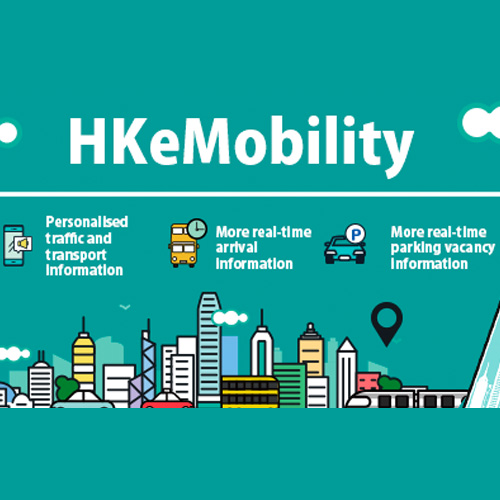 HKeMobility
Personalised
traffic and
transport
information
More real-time
arrival
information
P
More real-time
parking vacancy
information